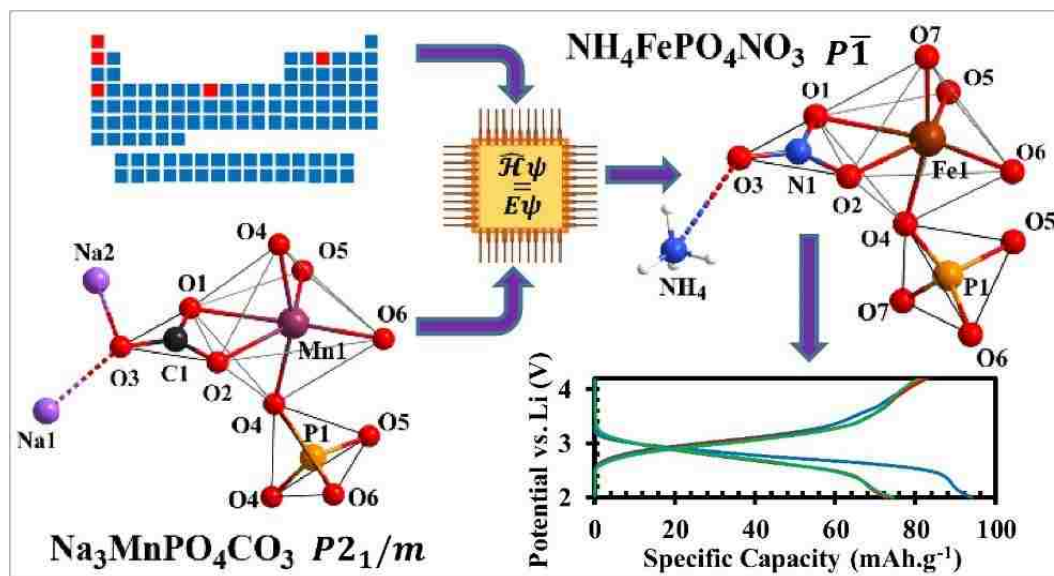 NH₄FePO₄NO₃ P1̅
Ĥψ
=
Eψ
O7
O5
O1
O6
Fe1
O3
N1
O2
O4
O5
NH₄
P1
O7
O6
Na2
O4
O5
O1
O6
Mn1
O3
C1
O2
O4
Na1
P1
O5
O4
O6
Na₃MnPO₄CO₃ P2₁/m
Potential vs. Li (V)
4
3
2
0 20 40 60 80 100
Specific Capacity (mAh.g⁻¹)